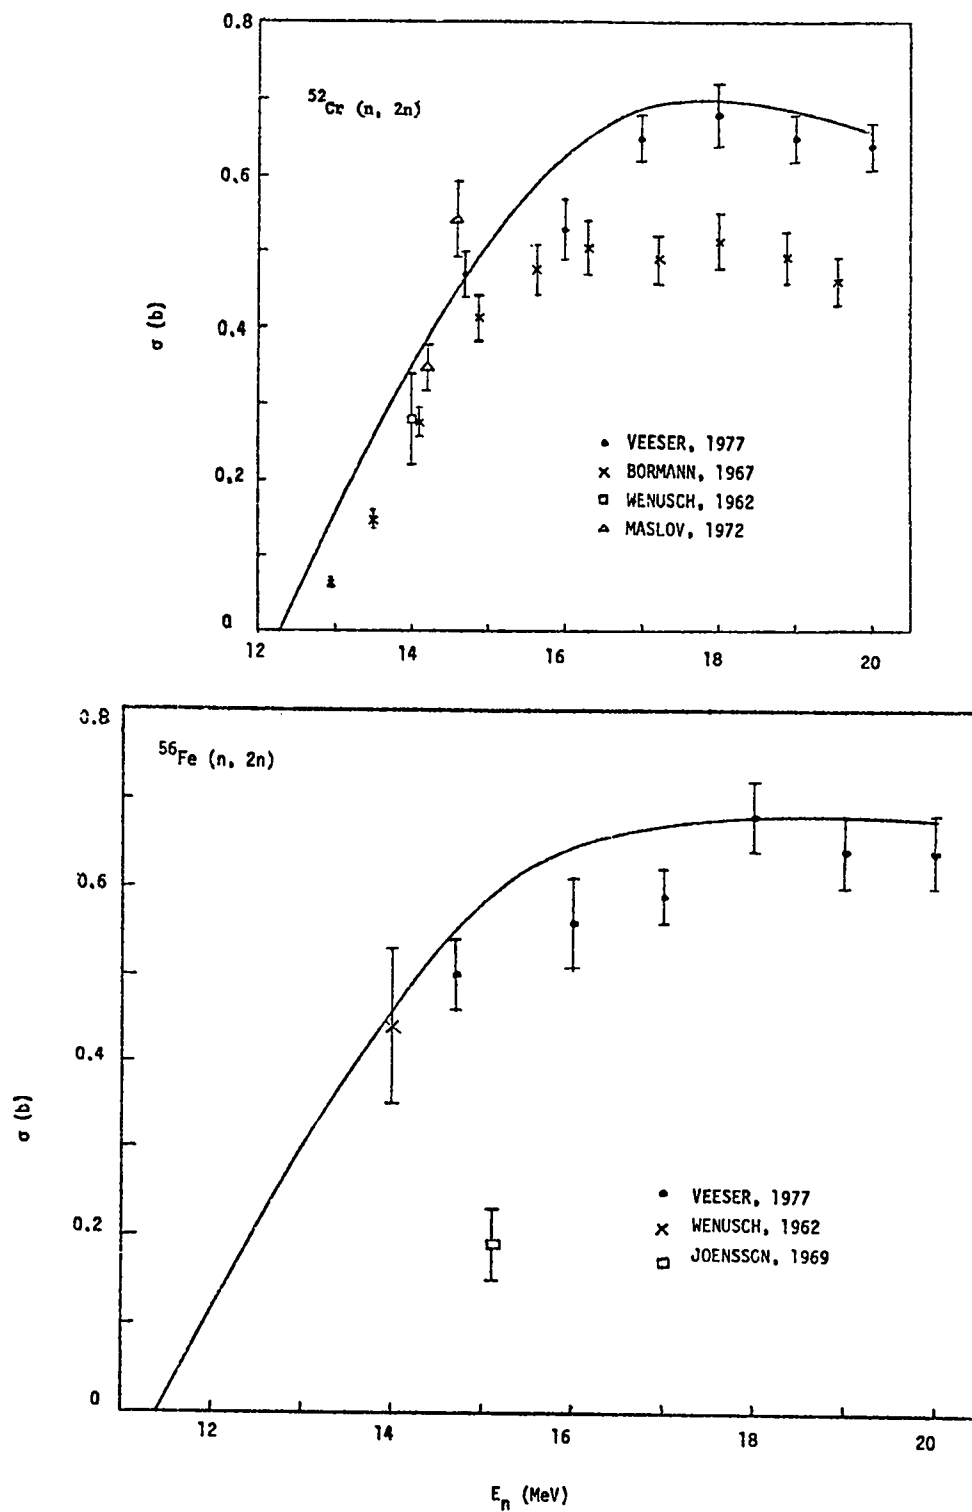 0.8
⁵²Cr (n, 2n)
0.6
σ (b)
0.4
VEESER, 1977
BORMANN, 1967
WENUSCH, 1962
MASLOV, 1972
0.2
0
12
14
16
18
20
0.8
⁵⁶Fe (n, 2n)
0.6
0.4
σ (b)
VEESER, 1977
WENUSCH, 1962
JOENSSON, 1969
0.2
0
12
14
16
18
20
Eₙ (MeV)